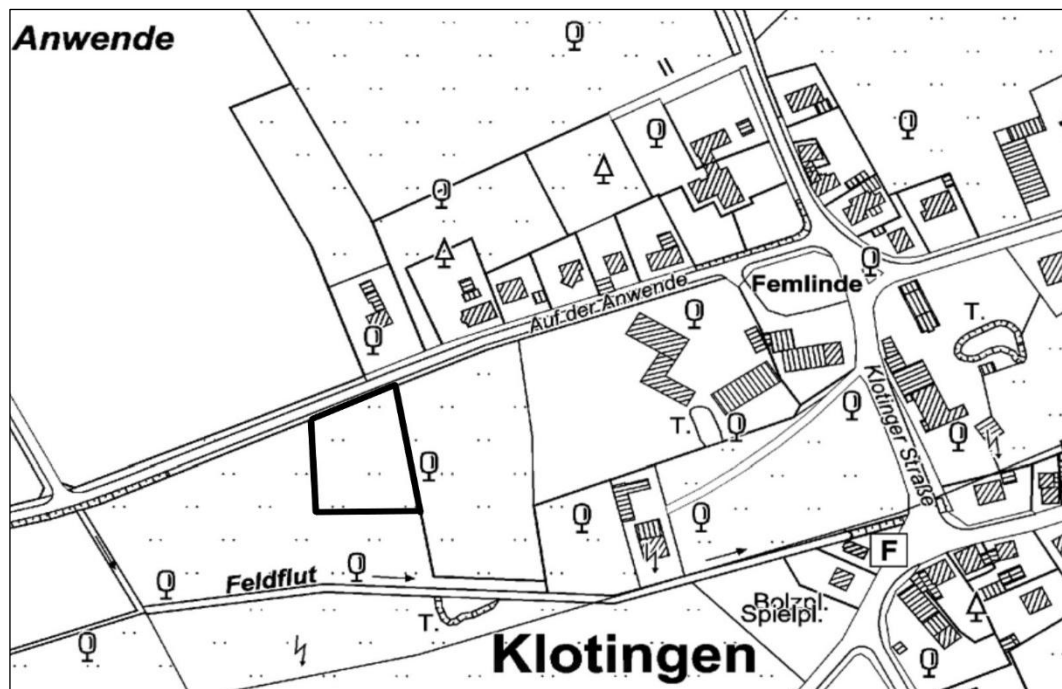 Anwende
Auf der Anwende
Femlinde
T.
T.
Klotinger Straße
F
Feldflut
T.
Bolzpl.
Spielpl.
Klotingen